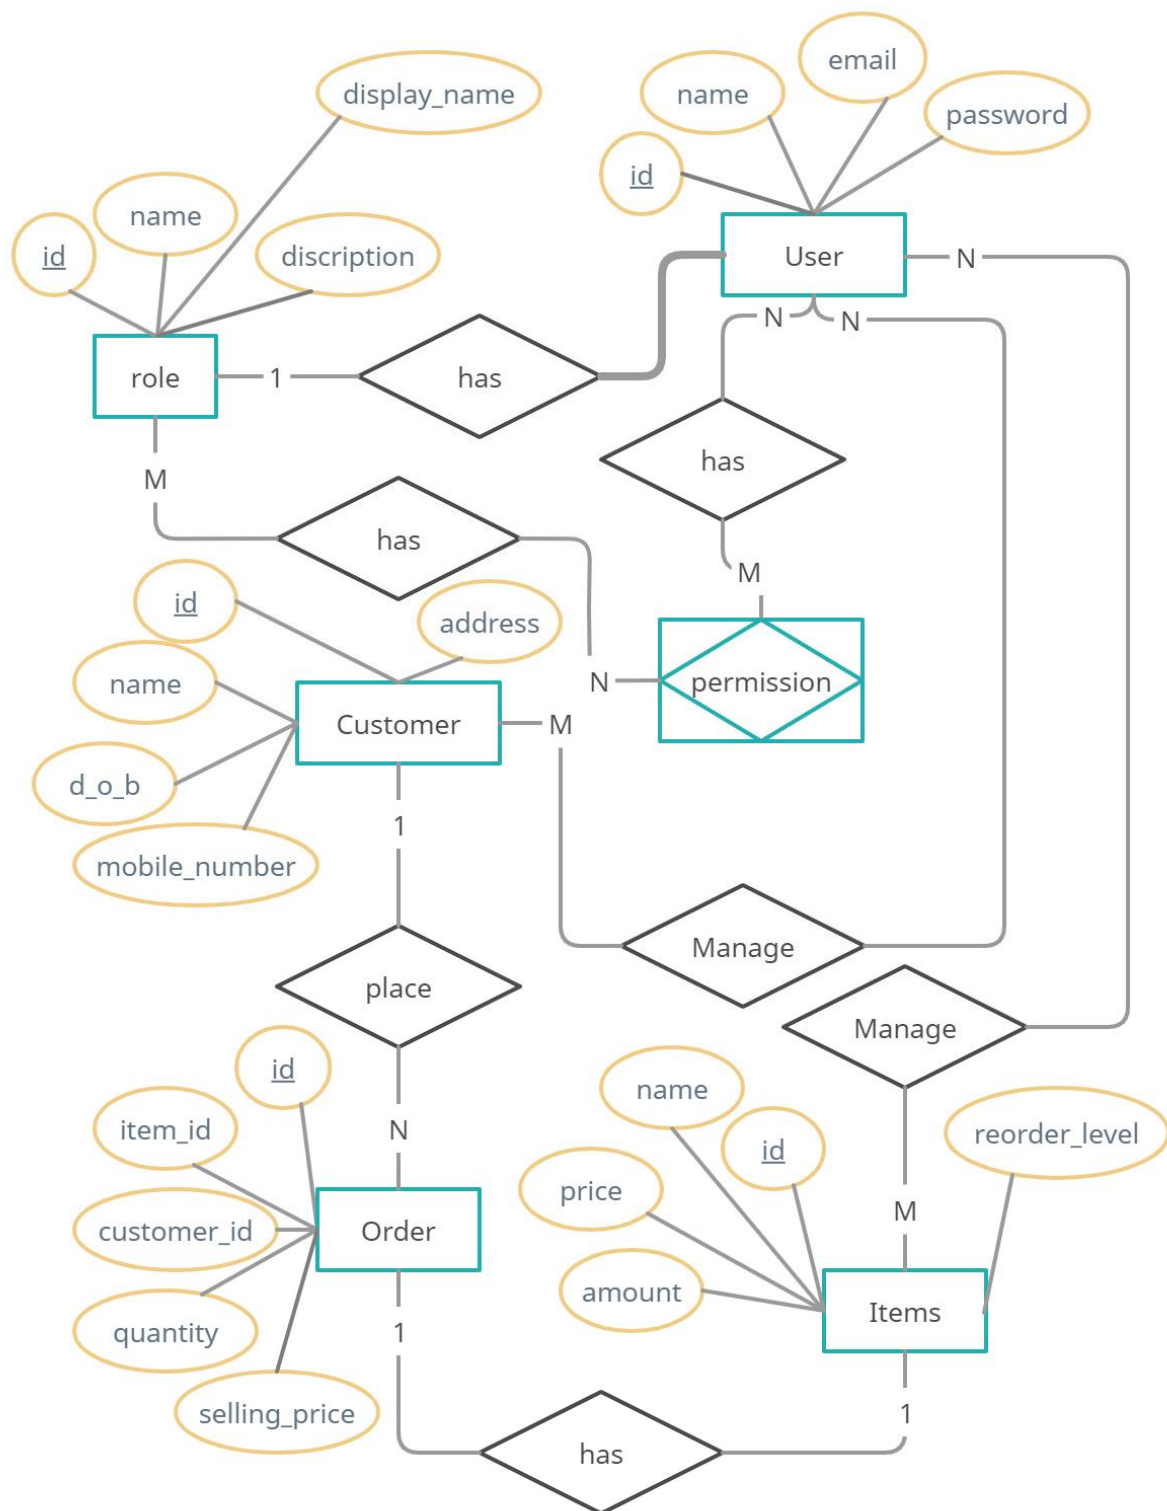 email
display_name
name
password
id
name
id
discription
User
N
N
N
role
1
has
has
M
has
M
id
address
permission
N
name
Customer
M
d_o_b
1
mobile_number
Manage
place
Manage
id
name
item_id
N
id
reorder_level
price
M
customer_id
Order
amount
Items
quantity
1
selling_price
1
has